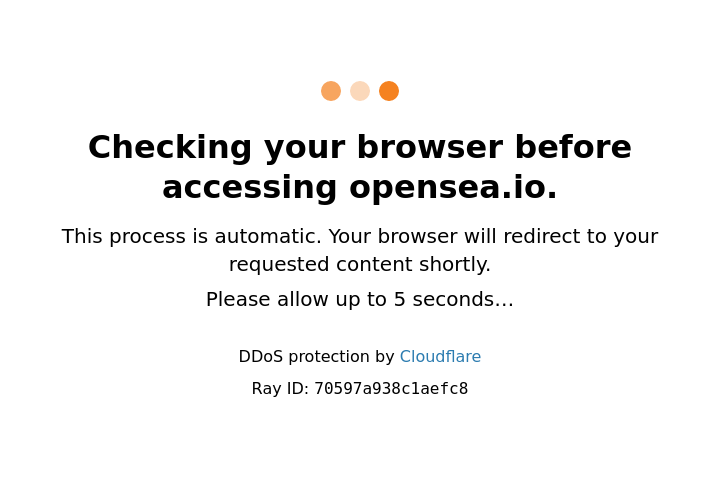 Checking your browser before
accessing opensea.io.
This process is automatic. Your browser will redirect to your
requested content shortly.
Please allow up to 5 seconds…
DDoS protection by Cloudflare
Ray ID: 70597a938c1aefc8